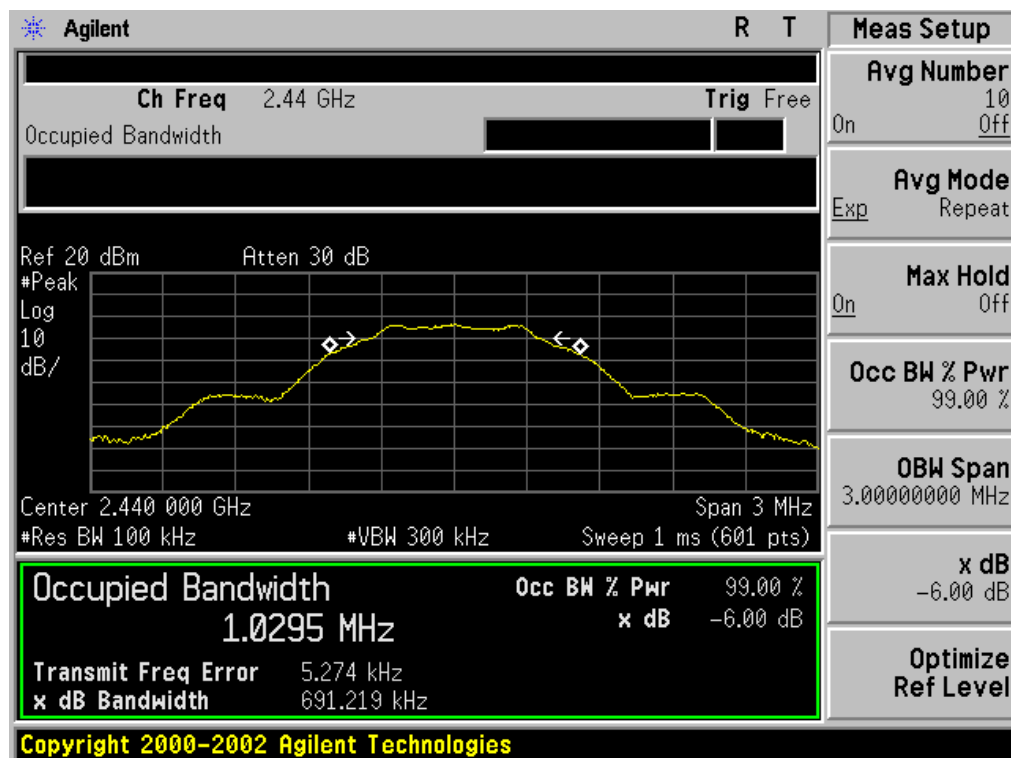 Agilent R T
Ch Freq 2.44 GHz Trig Free
Occupied Bandwidth
Ref 20 dBm Atten 30 dB
#Peak
Log
10
dB/
Center 2.440 000 GHz Span 3 MHz
#Res BW 100 kHz #VBW 300 kHz Sweep 1 ms (601 pts)
Occupied Bandwidth Occ BW % Pwr 99.00 %
1.0295 MHz x dB -6.00 dB
Transmit Freq Error 5.274 kHz
x dB Bandwidth 691.219 kHz
Copyright 2000-2002 Agilent Technologies
Meas Setup
Avg Number
10
On Off
Avg Mode
Exp Repeat
Max Hold
On Off
Occ BW % Pwr
99.00 %
OBW Span
3.00000000 MHz
x dB
-6.00 dB
Optimize
Ref Level